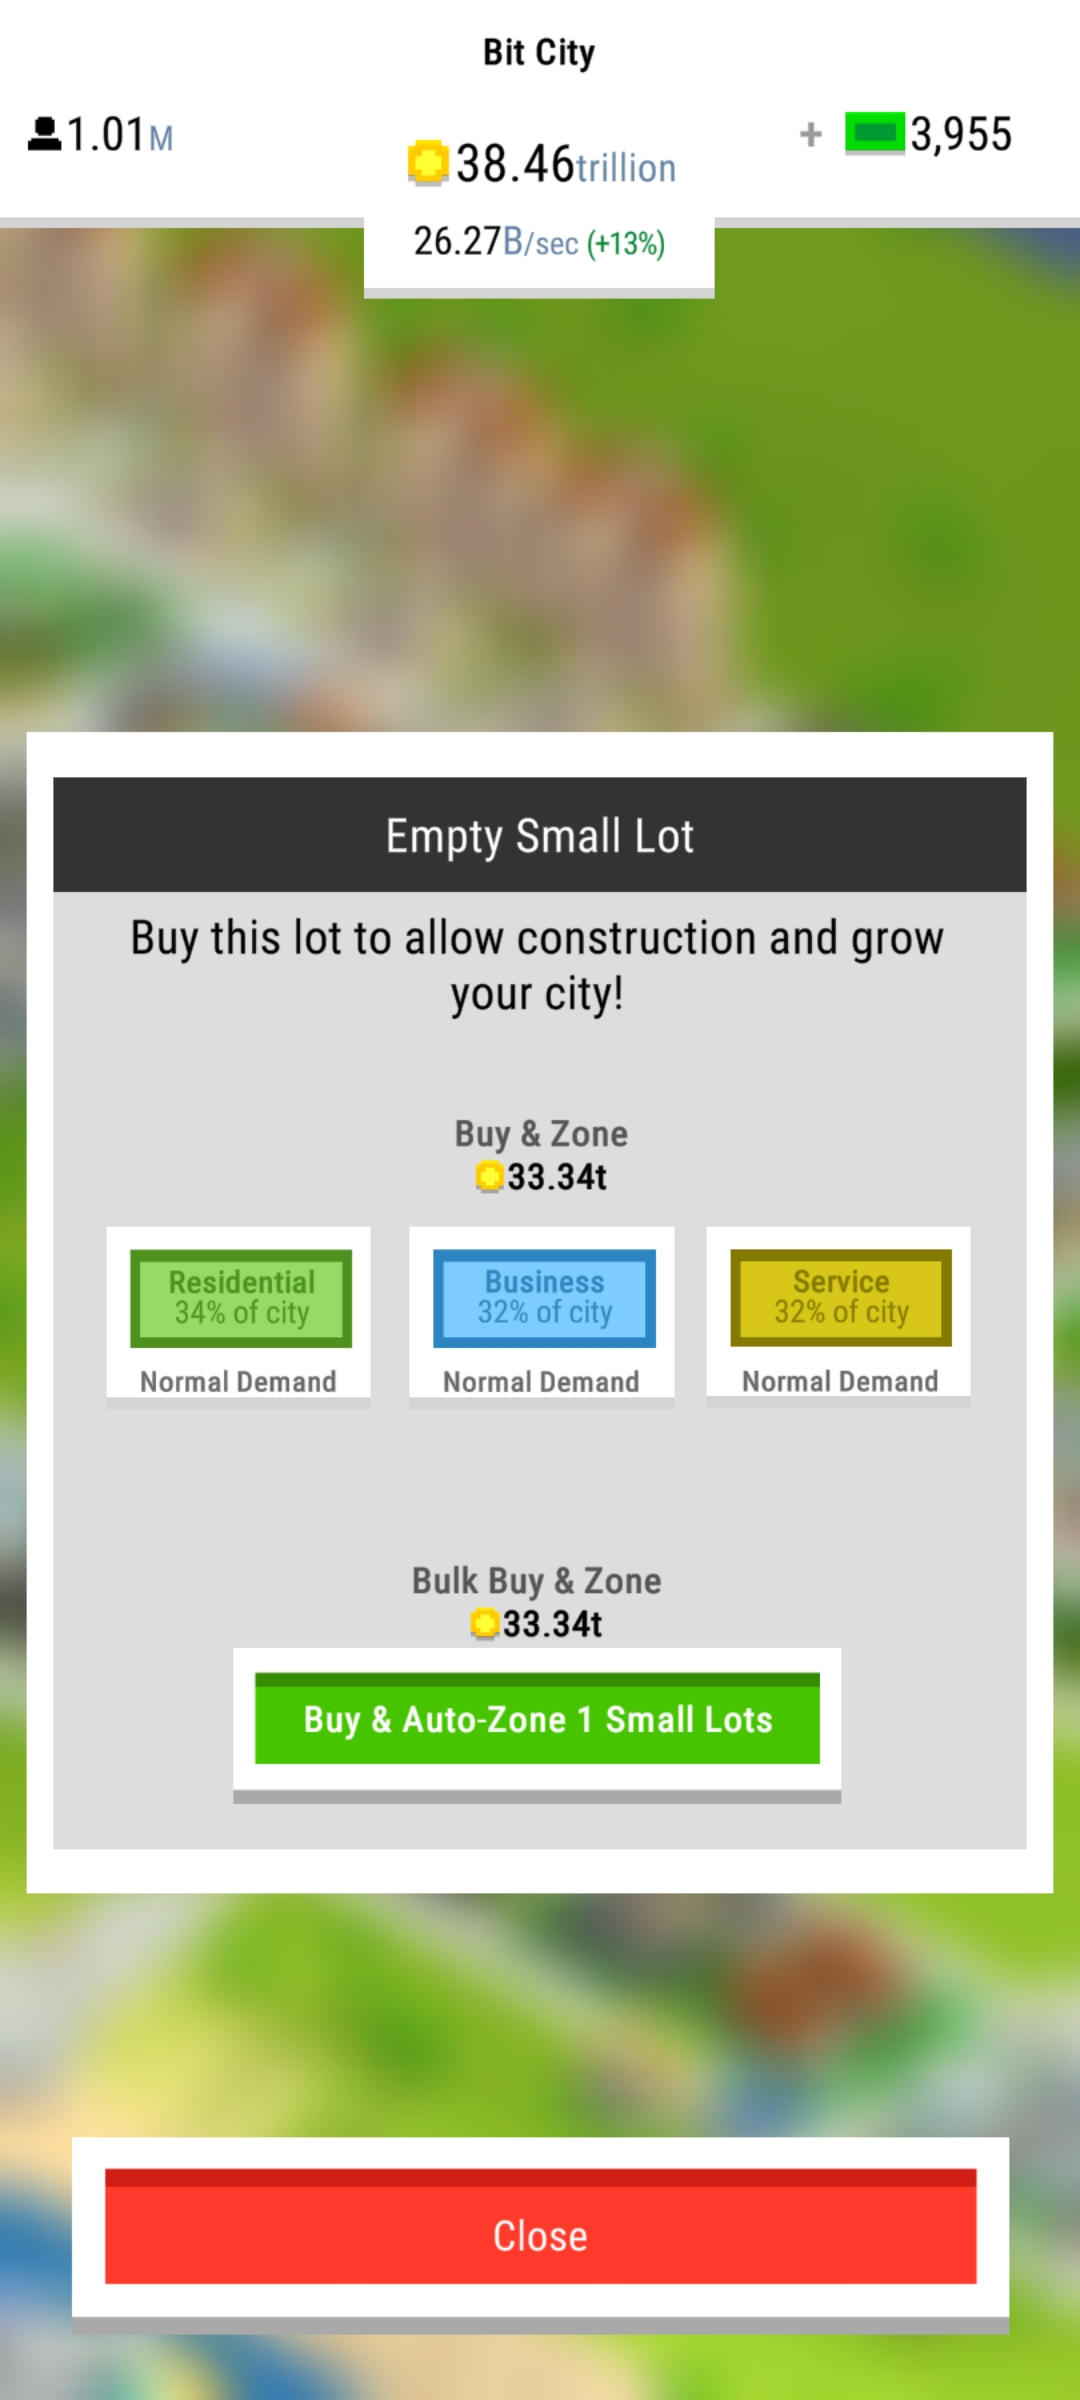 Bit City
1.01M
38.46trillion
+ 3,955
26.27B/sec (+13%)
Empty Small Lot
Buy this lot to allow construction and grow
your city!
Buy & Zone
33.34t
Residential
34% of city
Normal Demand
Business
32% of city
Normal Demand
Service
32% of city
Normal Demand
Bulk Buy & Zone
33.34t
Buy & Auto-Zone 1 Small Lots
Close